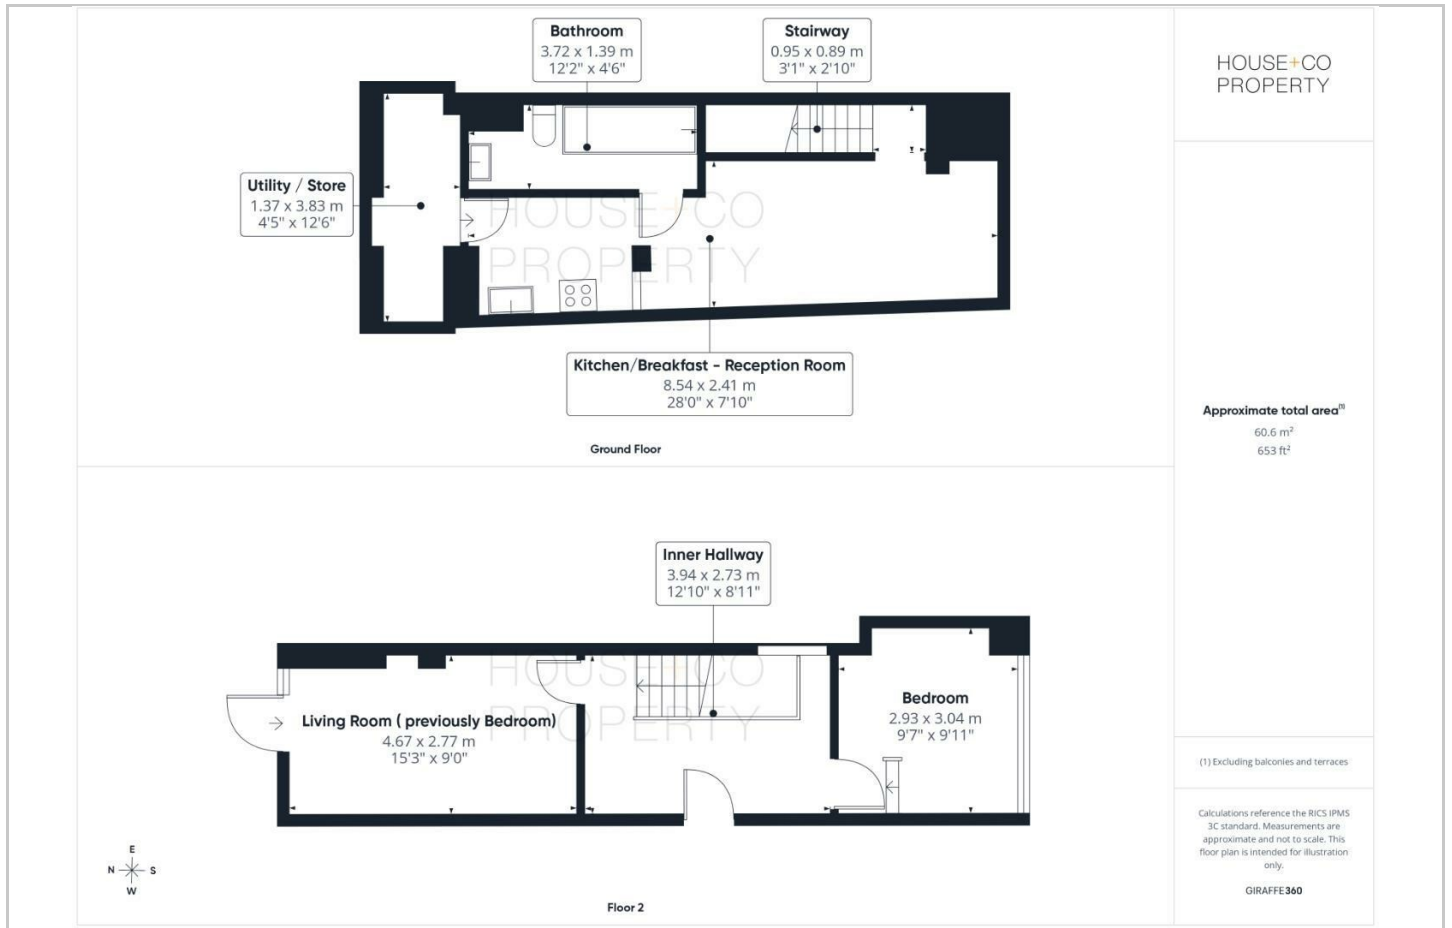 Bathroom
3.72 x 1.39 m
12'2" x 4'6"
Stairway
0.95 x 0.89 m
3'1" x 2'10"
Utility / Store
1.37 x 3.83 m
4'5" x 12'6"
HOUSE+CO
PROPERTY
Kitchen/Breakfast - Reception Room
8.54 x 2.41 m
28'0" x 7'10"
Ground Floor
Inner Hallway
3.94 x 2.73 m
12'10" x 8'11"
HOUSE+CO
PROPERTY
Living Room ( previously Bedroom)
4.67 x 2.77 m
15'3" x 9'0"
Bedroom
2.93 x 3.04 m
9'7" x 9'11"
E
N S
W
Floor 2
HOUSE+CO
PROPERTY
Approximate total area(1)
60.6 m²
653 ft²
(1) Excluding balconies and terraces
Calculations reference the RICS IPMS
3C standard. Measurements are
approximate and not to scale. This
floor plan is intended for illustration
only.
GIRAFFE360